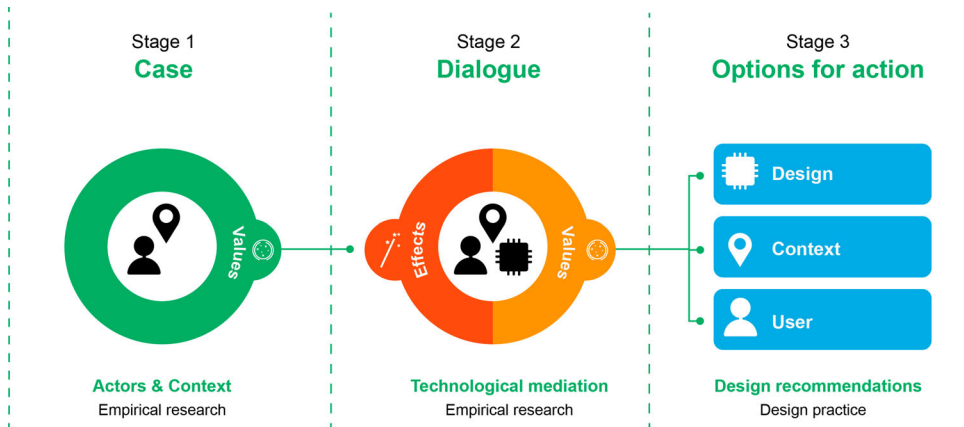 Stage 1
Case
Values
Actors & Context
Empirical research
Stage 2
Dialogue
Effects
Values
Technological mediation
Empirical research
Stage 3
Options for action
Design
Context
User
Design recommendations
Design practice